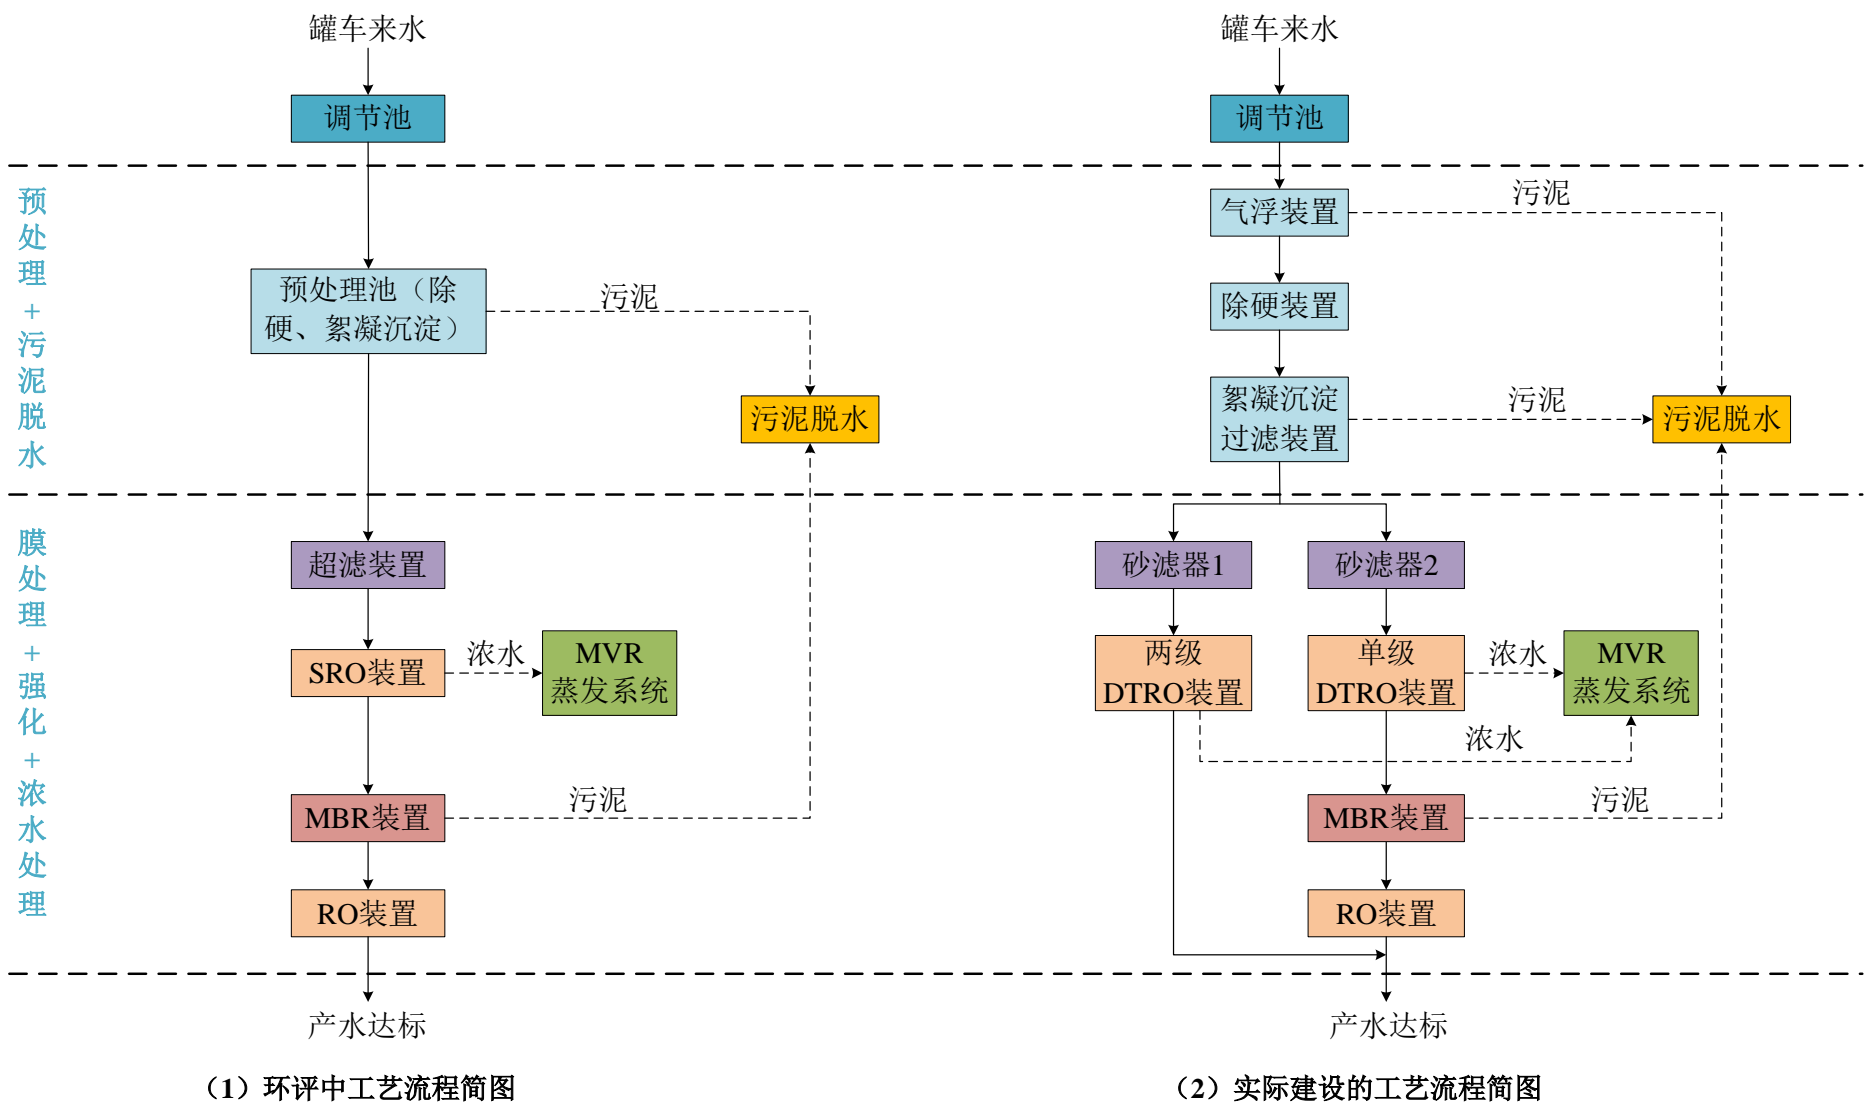 罐车来水
调节池
预处理+污泥脱水
预处理池（除
硬、絮凝沉淀）
污泥
污泥脱水
膜处理+强化+浓水处理
超滤装置
SRO装置
浓水
MVR
蒸发系统
MBR装置
污泥
RO装置
产水达标
（1）环评中工艺流程简图
罐车来水
调节池
气浮装置
污泥
除硬装置
絮凝沉淀
过滤装置
污泥
污泥脱水
砂滤器1
砂滤器2
两级
DTRO装置
单级
DTRO装置
浓水
MVR
蒸发系统
浓水
MBR装置
污泥
RO装置
产水达标
（2）实际建设的工艺流程简图